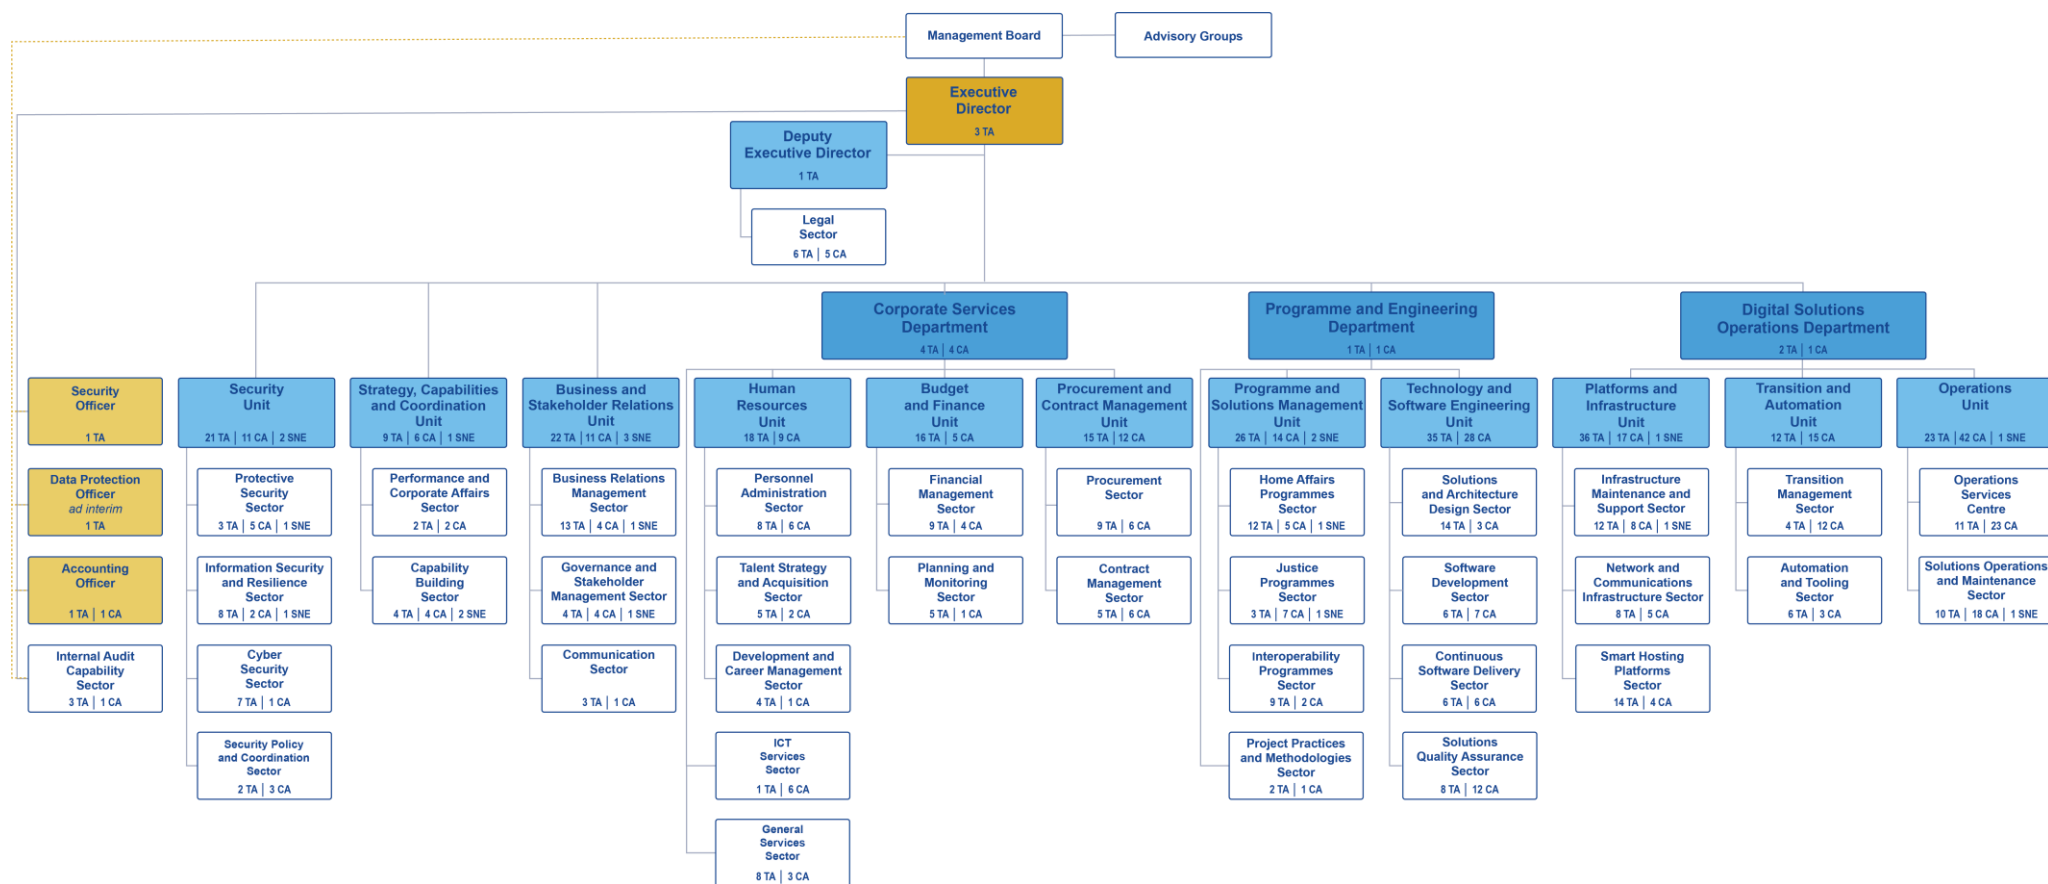 Management Board
Advisory Groups
Executive
Director
3 TA
Deputy
Executive Director
1 TA
Legal
Sector
6 TA | 5 CA
Corporate Services
Department
4 TA | 4 CA
Programme and Engineering
Department
1 TA | 1 CA
Digital Solutions
Operations Department
2 TA | 1 CA
Security
Officer
1 TA
Data Protection
Officer
ad interim
1 TA
Accounting
Officer
1 TA | 1 CA
Internal Audit
Capability
Sector
3 TA | 1 CA
Security
Unit
21 TA | 11 CA | 2 SNE
Protective
Security
Sector
3 TA | 5 CA | 1 SNE
Information Security
and Resilience
Sector
8 TA | 2 CA | 1 SNE
Cyber
Security
Sector
7 TA | 1 CA
Security Policy
and Coordination
Sector
2 TA | 3 CA
Strategy, Capabilities
and Coordination
Unit
9 TA | 6 CA | 1 SNE
Performance and
Corporate Affairs
Sector
2 TA | 2 CA
Capability
Building
Sector
4 TA | 4 CA | 2 SNE
Business and
Stakeholder Relations
Unit
22 TA | 11 CA | 3 SNE
Business Relations
Management
Sector
13 TA | 4 CA | 1 SNE
Governance and
Stakeholder
Management Sector
4 TA | 4 CA | 1 SNE
Communication
Sector
3 TA | 1 CA
Human
Resources
Unit
18 TA | 9 CA
Personnel
Administration
Sector
8 TA | 6 CA
Talent Strategy
and Acquisition
Sector
5 TA | 2 CA
Development and
Career Management
Sector
4 TA | 1 CA
ICT
Services
Sector
1 TA | 6 CA
General
Services
Sector
8 TA | 3 CA
Budget
and Finance
Unit
16 TA | 5 CA
Financial
Management
Sector
9 TA | 4 CA
Planning and
Monitoring
Sector
5 TA | 1 CA
Procurement and
Contract Management
Unit
15 TA | 12 CA
Procurement
Sector
9 TA | 6 CA
Contract
Management
Sector
5 TA | 6 CA
Programme and
Solutions Management
Unit
26 TA | 14 CA | 2 SNE
Home Affairs
Programmes
Sector
12 TA | 5 CA | 1 SNE
Justice
Programmes
Sector
3 TA | 7 CA | 1 SNE
Interoperability
Programmes
Sector
9 TA | 2 CA
Project Practices
and Methodologies
Sector
2 TA | 1 CA
Technology and
Software Engineering
Unit
35 TA | 28 CA
Solutions
and Architecture
Design Sector
14 TA | 3 CA
Software
Development
Sector
6 TA | 7 CA
Continuous
Software Delivery
Sector
6 TA | 6 CA
Solutions
Quality Assurance
Sector
8 TA | 12 CA
Platforms and
Infrastructure
Unit
36 TA | 17 CA | 1 SNE
Infrastructure
Maintenance and
Support Sector
12 TA | 8 CA | 1 SNE
Network and
Communications
Infrastructure Sector
8 TA | 5 CA
Smart Hosting
Platforms
Sector
14 TA | 4 CA
Transition and
Automation
Unit
12 TA | 15 CA
Transition
Management
Sector
4 TA | 12 CA
Automation
and Tooling
Sector
6 TA | 3 CA
Operations
Unit
23 TA | 42 CA | 1 SNE
Operations
Services
Centre
11 TA | 23 CA
Solutions Operations
and Maintenance
Sector
10 TA | 18 CA | 1 SNE